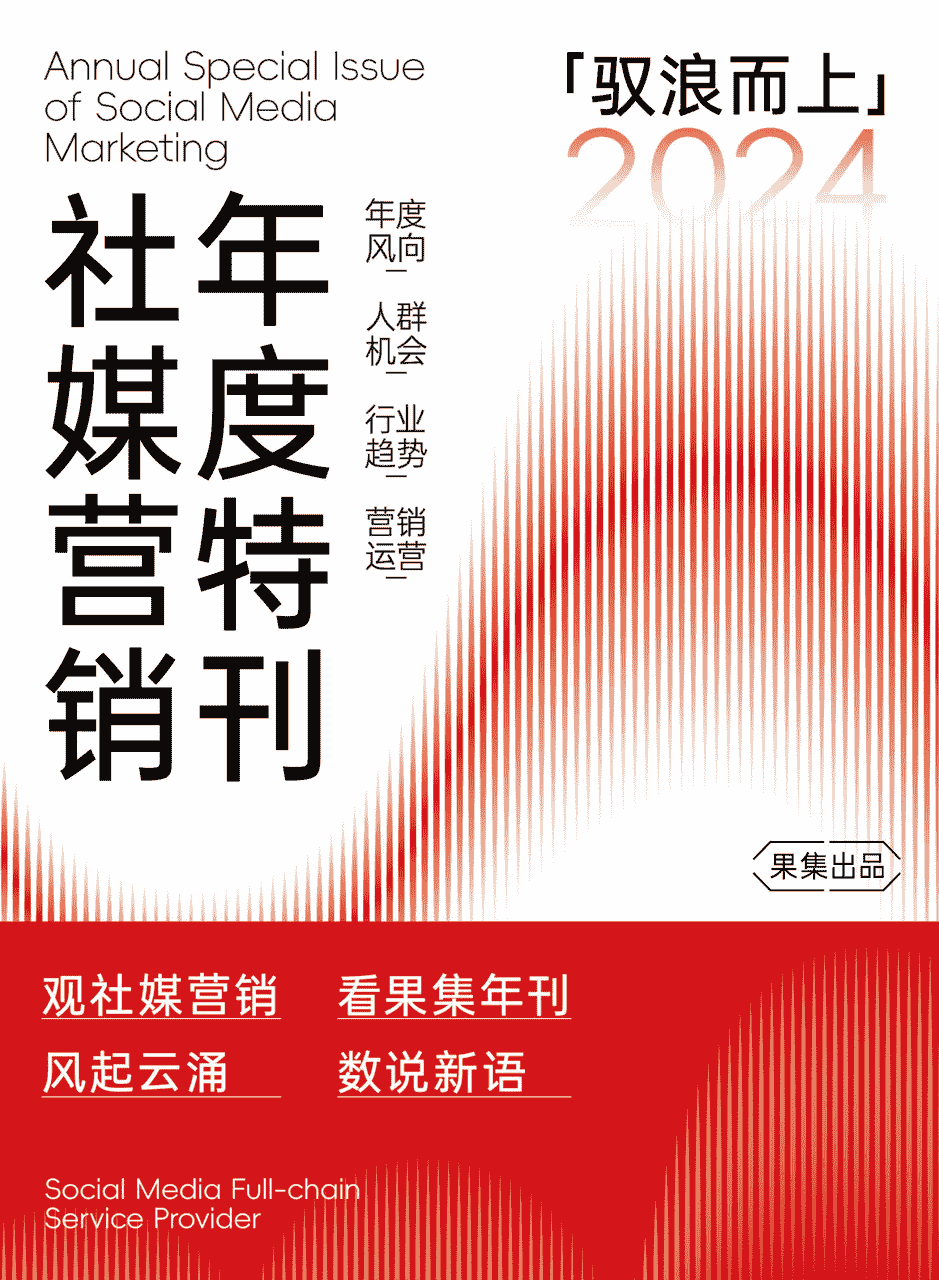 Annual Special Issue
of Social Media
Marketing
「驭浪而上」
2024
社媒营销
年度特刊
年度
风向
人群
机会
行业
趋势
营销
运营
果集出品
观社媒营销
看果集年刊
风起云涌
数说新语
Social Media Full-chain
Service Provider